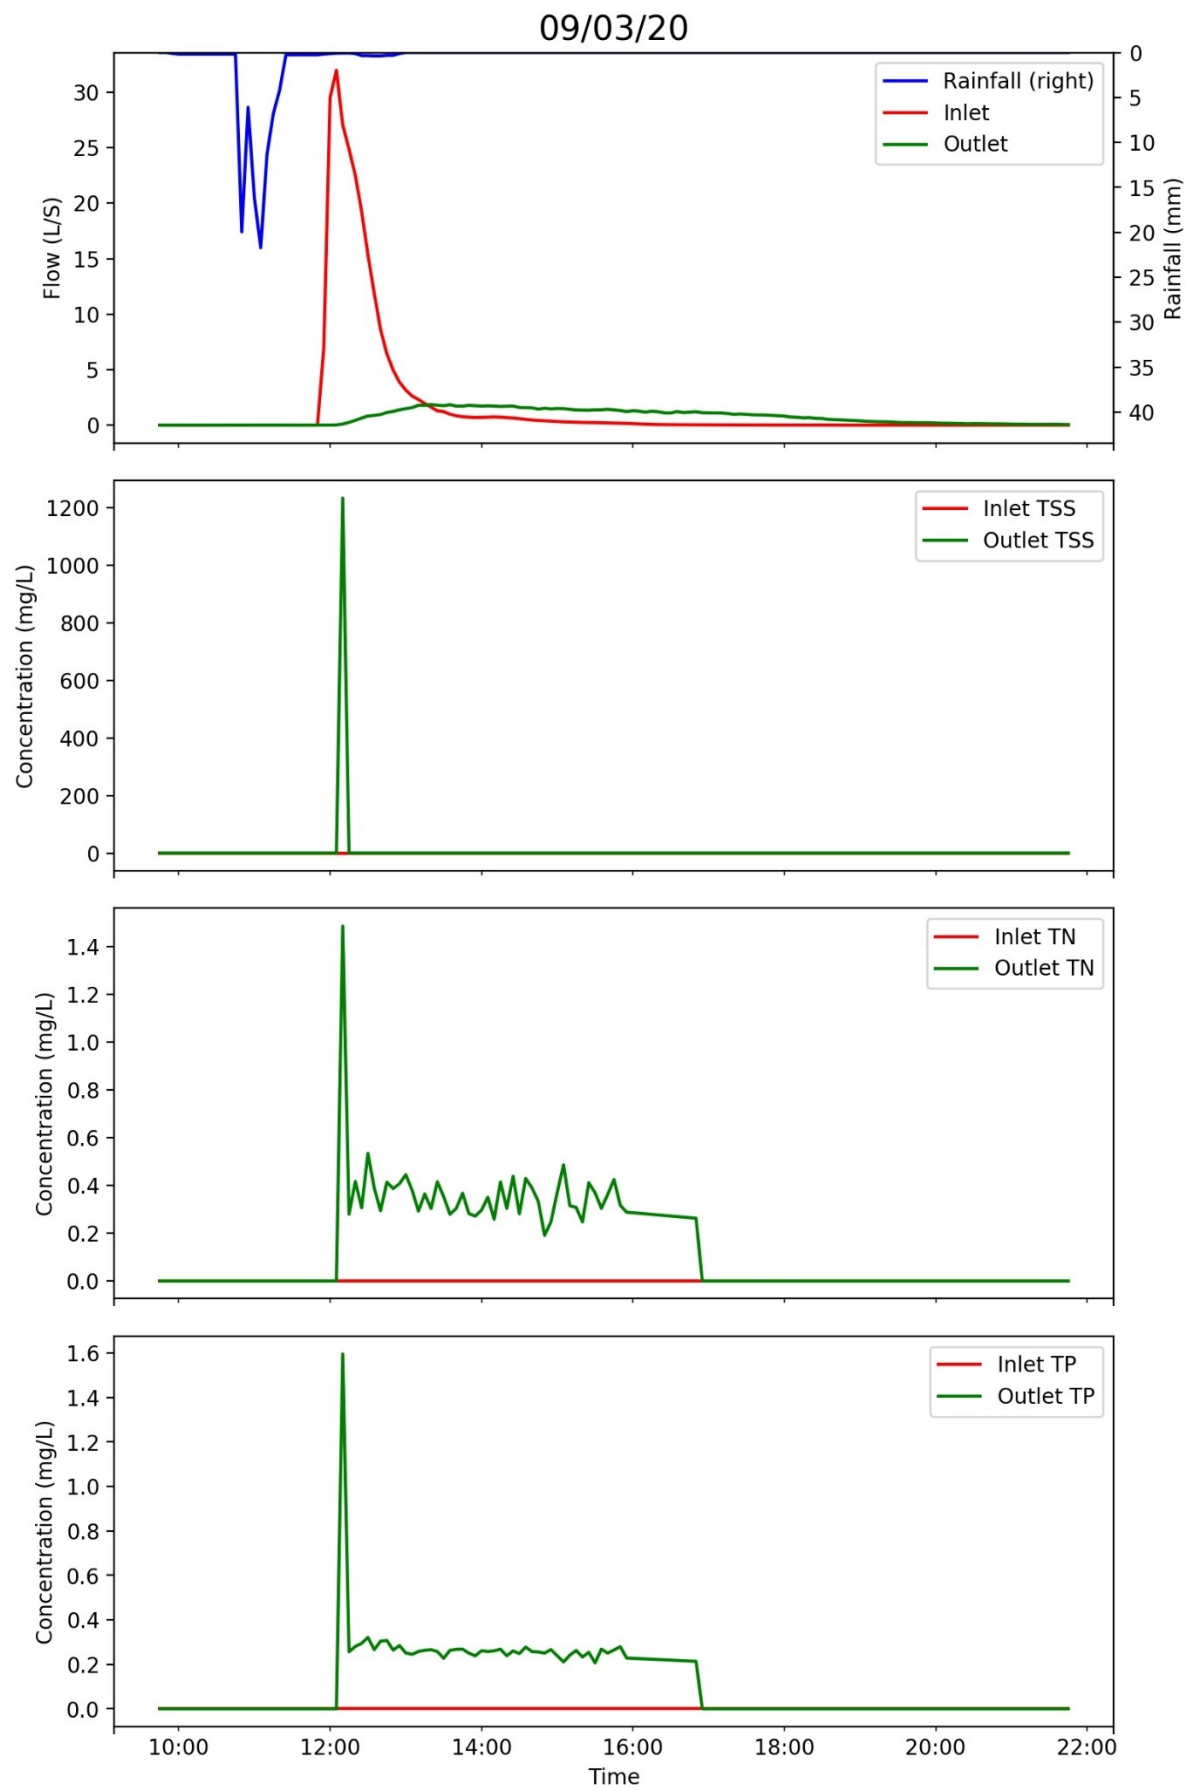 09/03/20
Flow (L/S)
30
25
20
15
10
5
0
Rainfall (right)
Inlet
Outlet
0
5
10
15
20
25
30
35
40
Rainfall (mm)
Concentration (mg/L)
1200
1000
800
600
400
200
0
Inlet TSS
Outlet TSS
Concentration (mg/L)
1.4
1.2
1.0
0.8
0.6
0.4
0.2
0.0
Inlet TN
Outlet TN
Concentration (mg/L)
1.6
1.4
1.2
1.0
0.8
0.6
0.4
0.2
0.0
Inlet TP
Outlet TP
10:00 12:00 14:00 16:00 18:00 20:00 22:00
Time